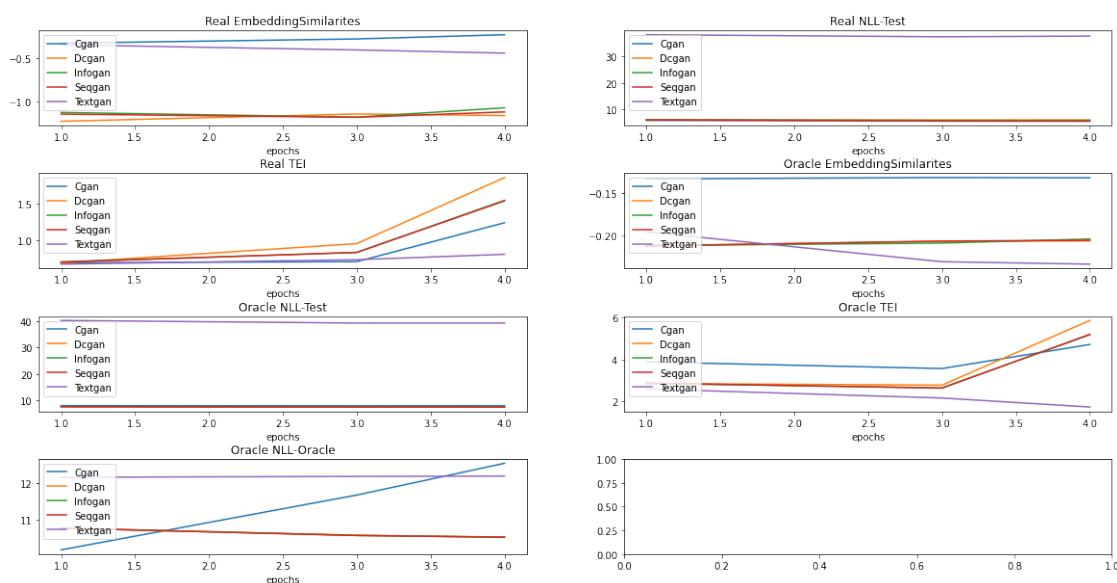 Real EmbeddingSimilarites
Cgan
Dcgan
Infogan
Seqgan
Textgan
−0.5
−1.0
1.0 1.5 2.0 2.5 3.0 3.5 4.0
epochs
Real NLL-Test
Cgan
Dcgan
Infogan
Seqgan
Textgan
30
20
10
1.0 1.5 2.0 2.5 3.0 3.5 4.0
epochs
Real TEI
Cgan
Dcgan
Infogan
Seqgan
Textgan
1.5
1.0
1.0 1.5 2.0 2.5 3.0 3.5 4.0
epochs
Oracle EmbeddingSimilarites
Cgan
Dcgan
Infogan
Seqgan
Textgan
−0.15
−0.20
1.0 1.5 2.0 2.5 3.0 3.5 4.0
epochs
Oracle NLL-Test
Cgan
Dcgan
Infogan
Seqgan
Textgan
40
30
20
10
1.0 1.5 2.0 2.5 3.0 3.5 4.0
epochs
Oracle TEI
Cgan
Dcgan
Infogan
Seqgan
Textgan
6
4
2
1.0 1.5 2.0 2.5 3.0 3.5 4.0
epochs
Oracle NLL-Oracle
Cgan
Dcgan
Infogan
Seqgan
Textgan
12
11
1.0 1.5 2.0 2.5 3.0 3.5 4.0
epochs
1.00
0.75
0.50
0.25
0.00
0.0 0.2 0.4 0.6 0.8 1.0